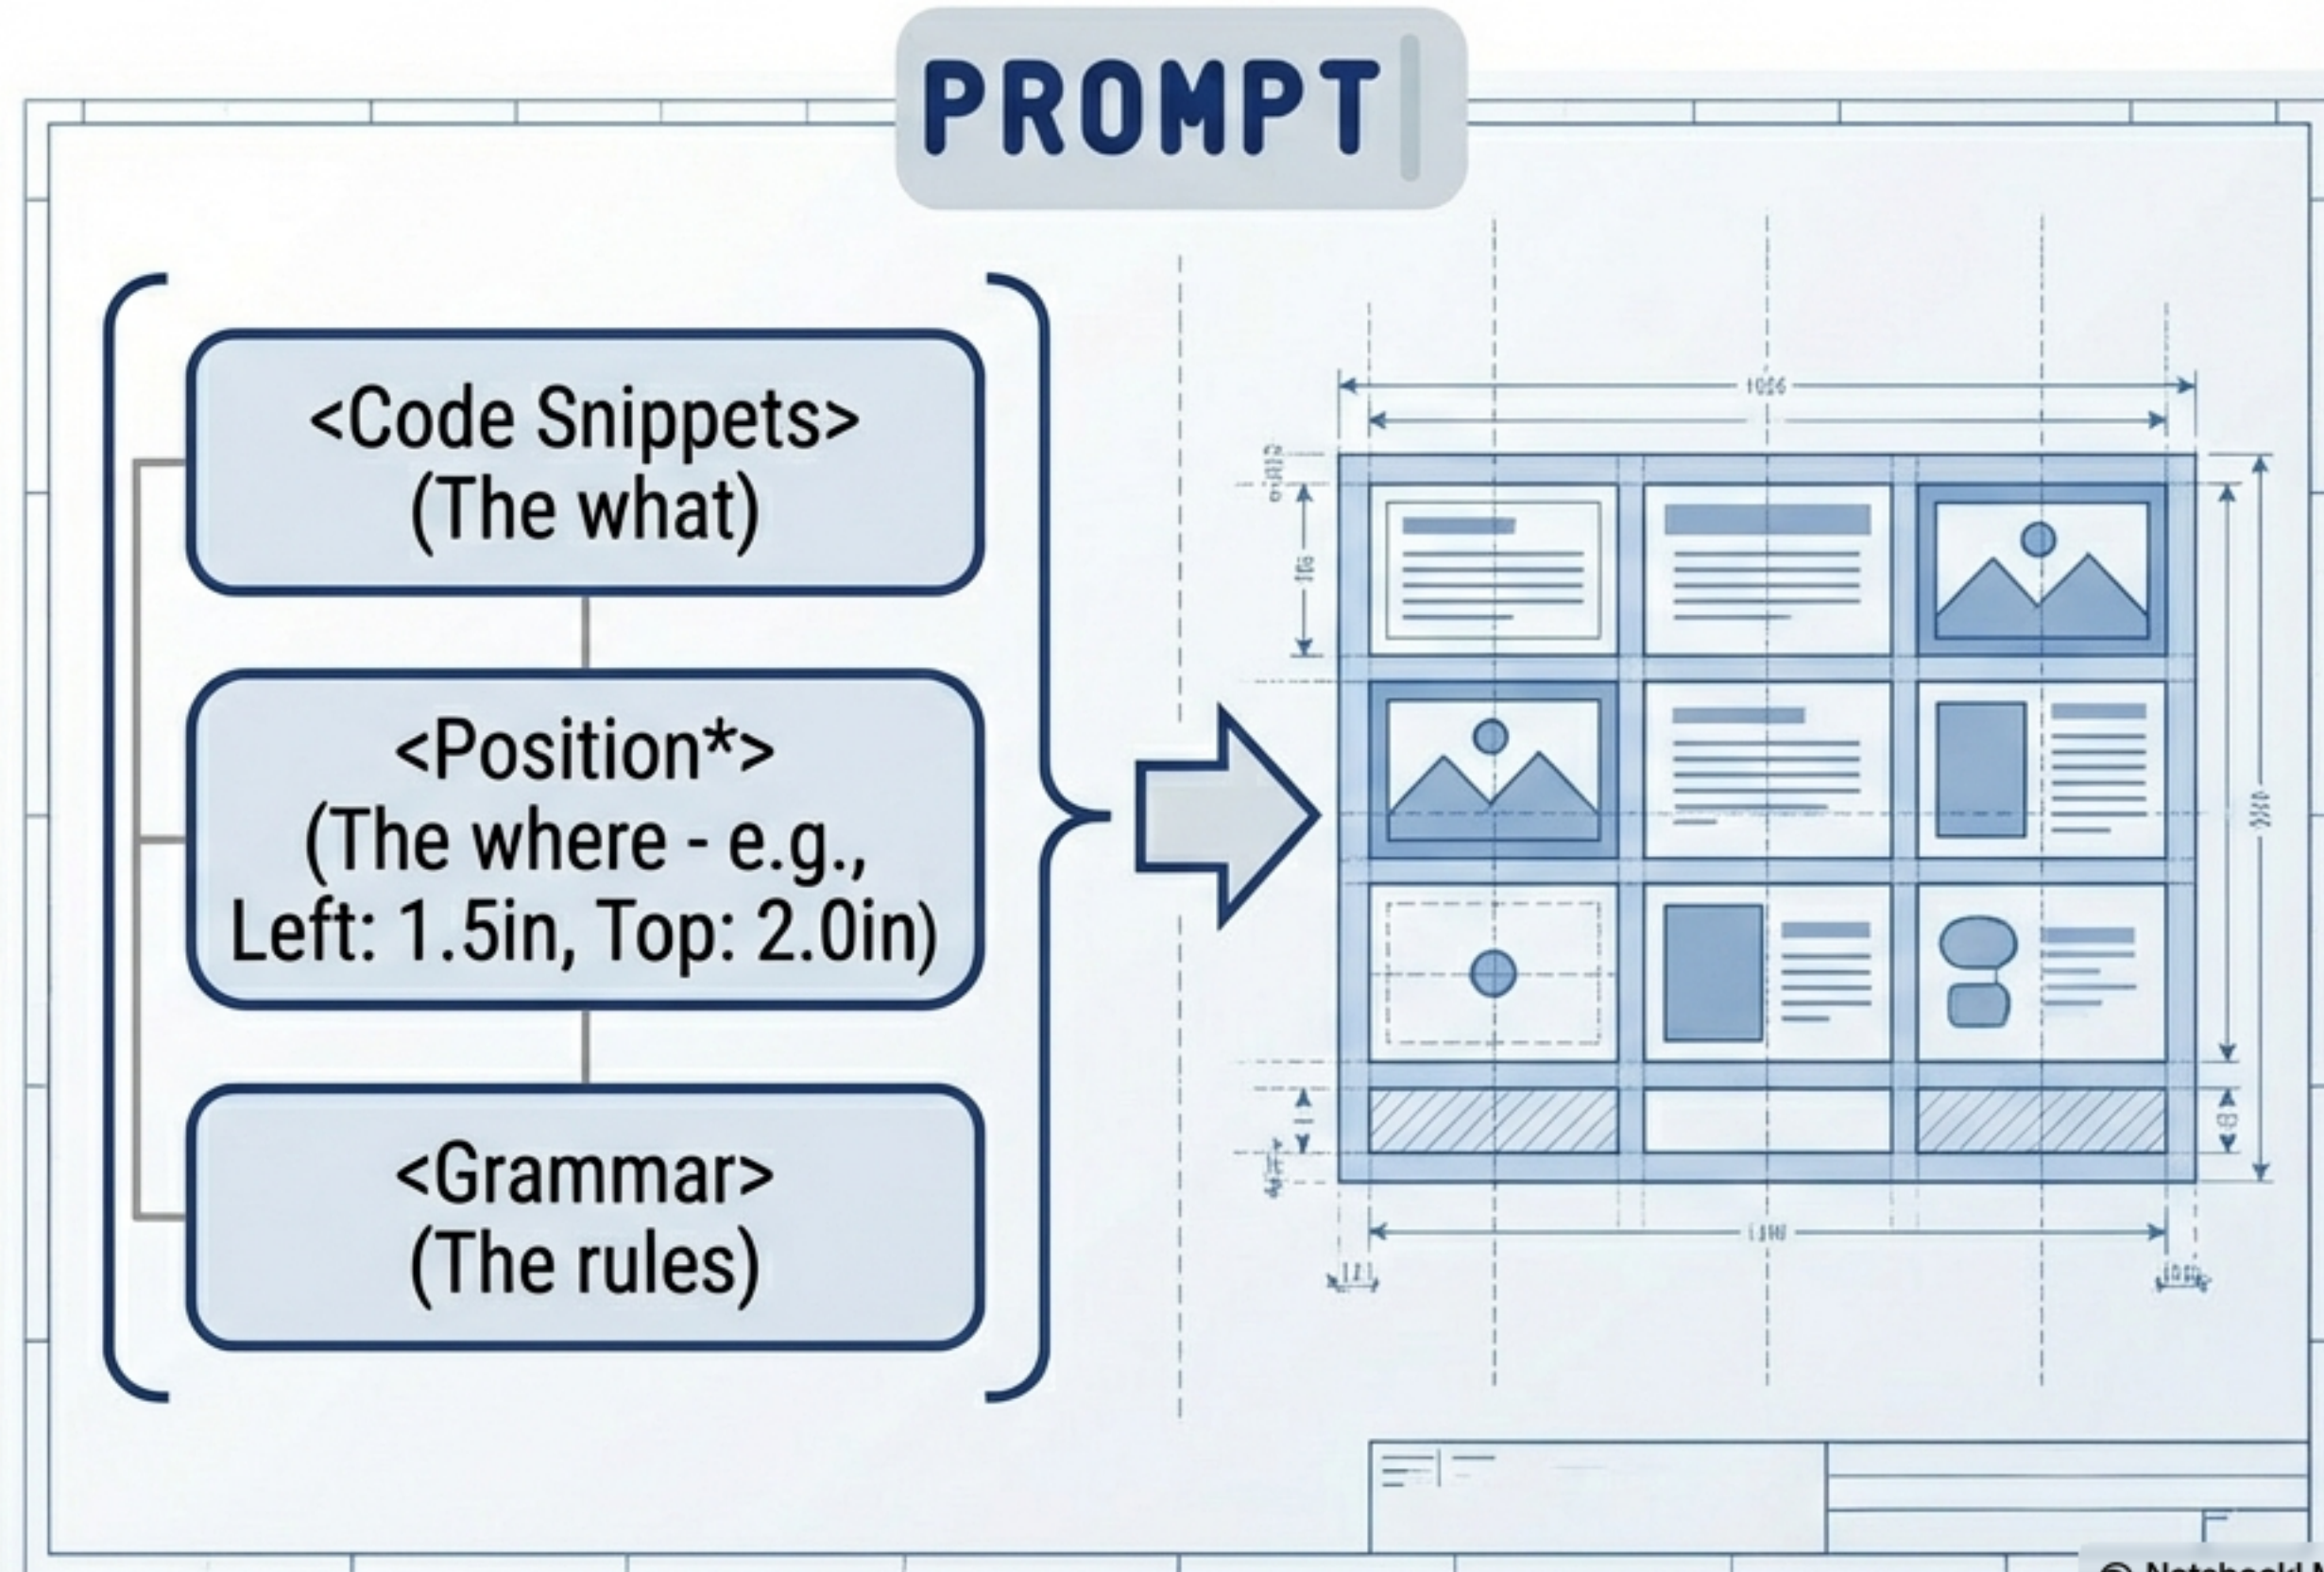 PROMPT
<Code Snippets>
(The what)
<Position*>
(The where - e.g.,
Left: 1.5in, Top: 2.0in)
<Grammar>
(The rules)